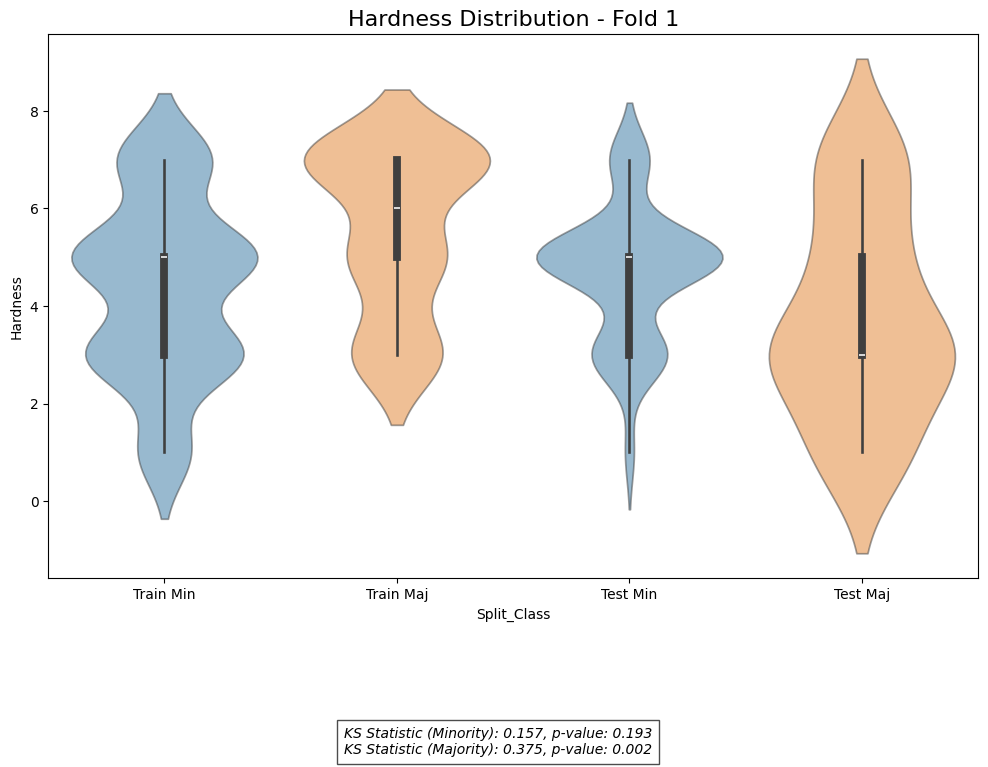 Hardness Distribution - Fold 1
Hardness
8
6
4
2
0
Train Min
Train Maj
Test Min
Test Maj
Split_Class
KS Statistic (Minority): 0.157, p-value: 0.193
KS Statistic (Majority): 0.375, p-value: 0.002